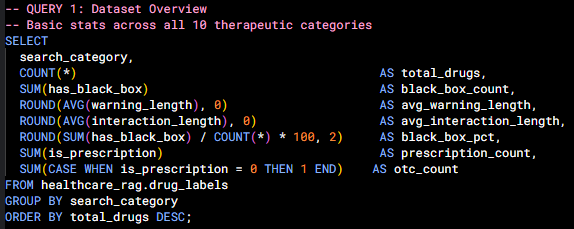 -- QUERY 1: Dataset Overview
-- Basic stats across all 10 therapeutic categories
SELECT
  search_category,
  COUNT(*)                                        AS total_drugs,
  SUM(has_black_box)                              AS black_box_count,
  ROUND(AVG(warning_length), 0)                   AS avg_warning_length,
  ROUND(AVG(interaction_length), 0)               AS avg_interaction_length,
  ROUND(SUM(has_black_box) / COUNT(*) * 100, 2)   AS black_box_pct,
  SUM(is_prescription)                            AS prescription_count,
  SUM(CASE WHEN is_prescription = 0 THEN 1 END)    AS otc_count
FROM healthcare_rag.drug_labels
GROUP BY search_category
ORDER BY total_drugs DESC;